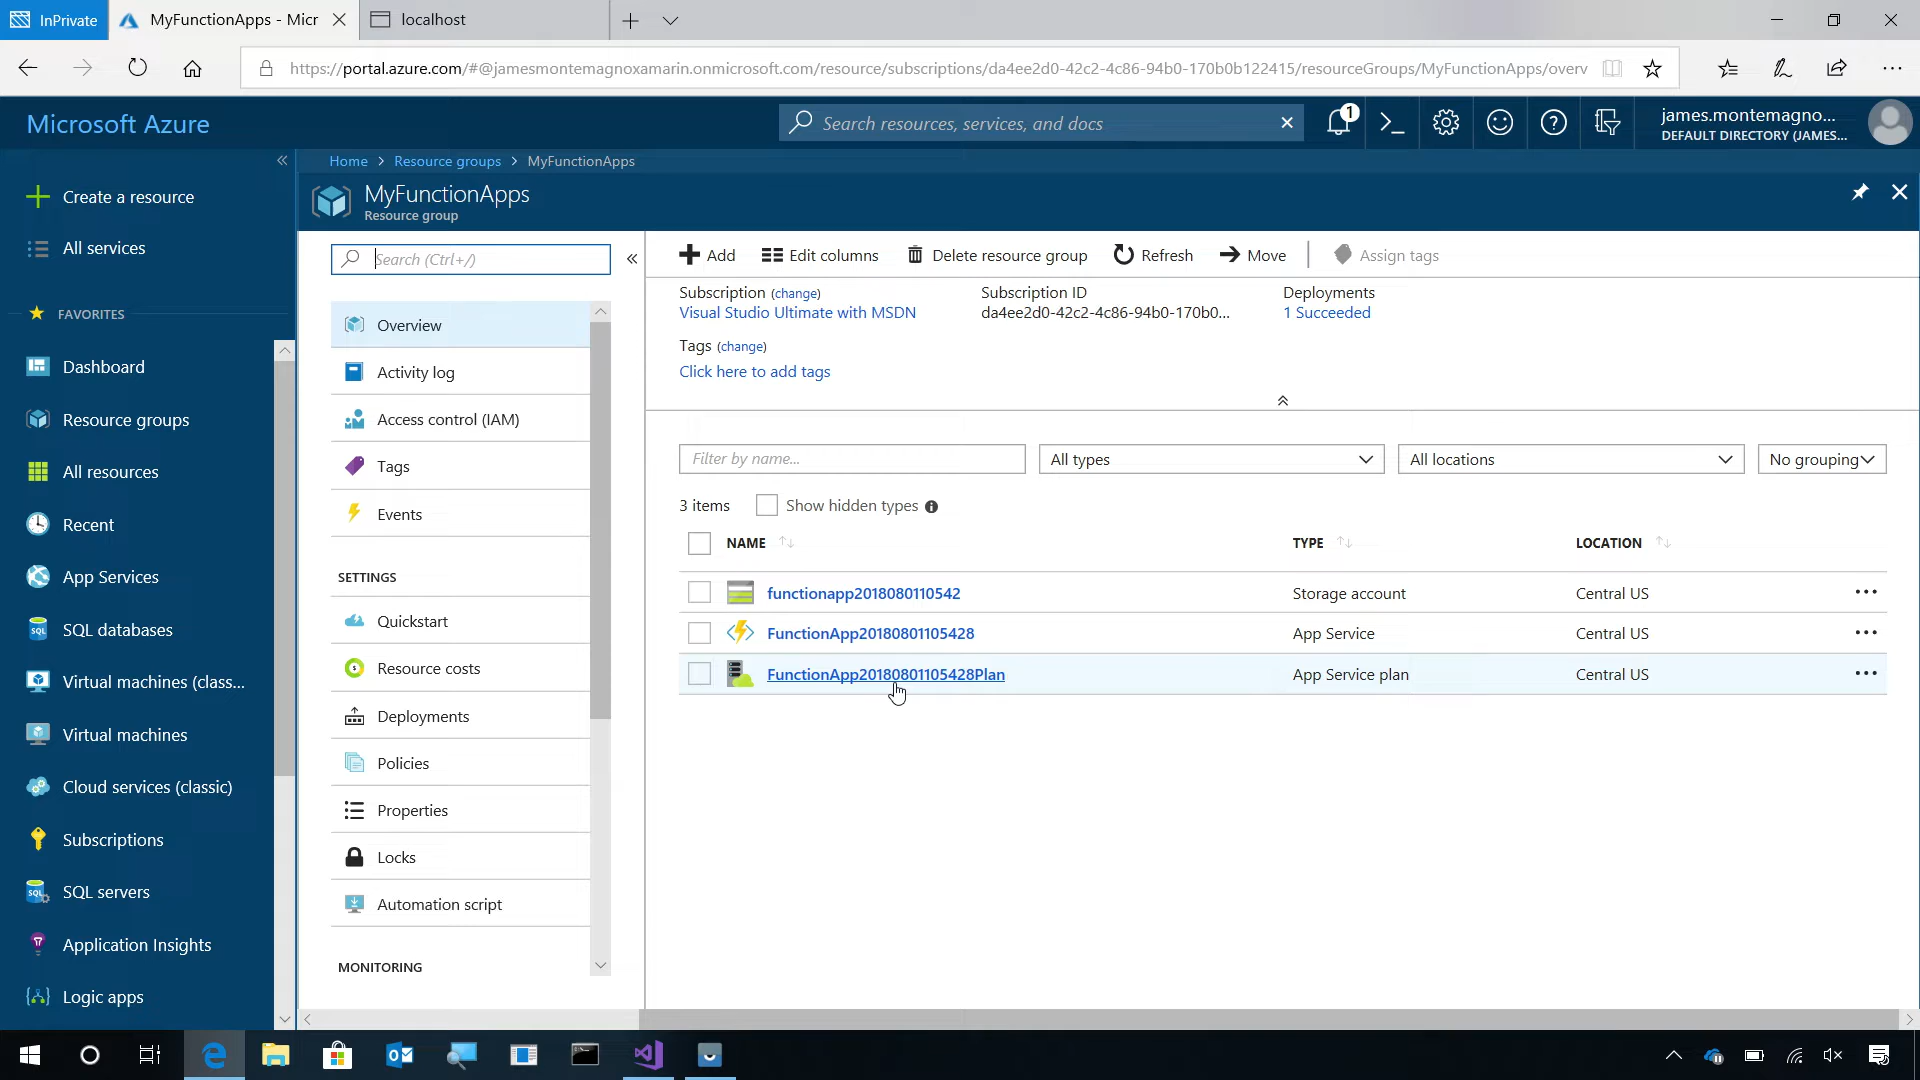 InPrivate
MyFunctionApps - Micr
localhost
https://portal.azure.com/#@jamesmontemagnoxamarin.onmicrosoft.com/resource/subscriptions/da4ee2d0-42c2-4c86-94b0-170b0b122415/resourceGroups/MyFunctionApps/overv
Microsoft Azure
Search resources, services, and docs
1
james.montemagno...
DEFAULT DIRECTORY (JAMES...
Home > Resource groups > MyFunctionApps
MyFunctionApps
Resource group
Create a resource
All services
FAVORITES
Dashboard
Resource groups
All resources
Recent
App Services
SQL databases
Virtual machines (class...
Virtual machines
Cloud services (classic)
Subscriptions
SQL servers
Application Insights
Logic apps
Search (Ctrl+/)
Overview
Activity log
Access control (IAM)
Tags
Events
SETTINGS
Quickstart
Resource costs
Deployments
Policies
Properties
Locks
Automation script
MONITORING
Add
Edit columns
Delete resource group
Refresh
Move
Assign tags
Subscription (change)
Visual Studio Ultimate with MSDN
Subscription ID
da4ee2d0-42c2-4c86-94b0-170b0...
Deployments
1 Succeeded
Tags (change)
Click here to add tags
Filter by name...
All types
All locations
No grouping
3 items
Show hidden types
NAME TYPE LOCATION
functionapp2018080110542 Storage account Central US
FunctionApp20180801105428 App Service Central US
FunctionApp20180801105428Plan App Service plan Central US